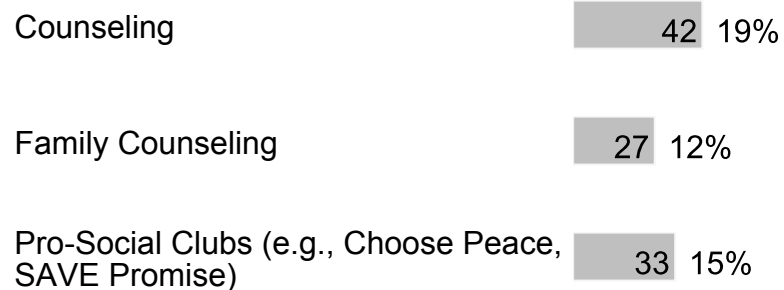 Counseling 42 19%
Family Counseling 27 12%
Pro-Social Clubs (e.g., Choose Peace,
SAVE Promise) 33 15%